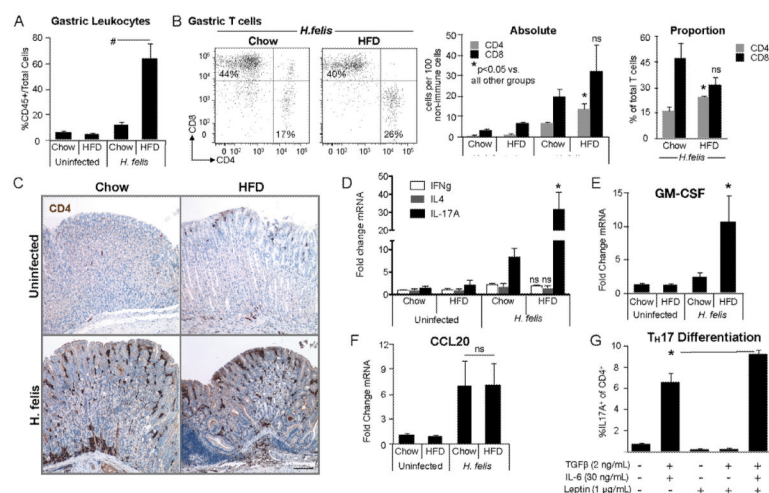 A
Gastric Leukocytes
#
%CD45+/Total Cells
80
60
40
20
0
Chow HFD Chow HFD
Uninfected H. felis
B Gastric T cells
H.felis
Chow HFD
44% 40%
17% 26%
CD8
CD4
Absolute
CD4
CD8
* p<0.05 vs. all other groups
ns
*
cells per 100
non-immune cells
Chow HFD Chow HFD
Proportion
CD4
CD8
% of total T cells
* ns
60
40
20
0
Chow HFD
H.felis
C
Chow HFD
CD4
Uninfected
H. felis
D
IFNg
IL4
IL-17A
*
Fold change mRNA
ns ns
Chow HFD Chow HFD
Uninfected H. felis
E
GM-CSF
*
Fold Change mRNA
15
10
5
0
Chow HFD Chow HFD
Uninfected H. felis
F
CCL20
ns
Fold Change mRNA
15
10
5
0
Chow HFD Chow HFD
Uninfected H. felis
G
TH17 Differentiation
*
%IL17A+ of CD4+
10
8
6
4
2
0
TGFβ (2 ng/mL) - + - + +
IL-6 (30 ng/mL) - + - - +
Leptin (1 µg/mL) - - + + +